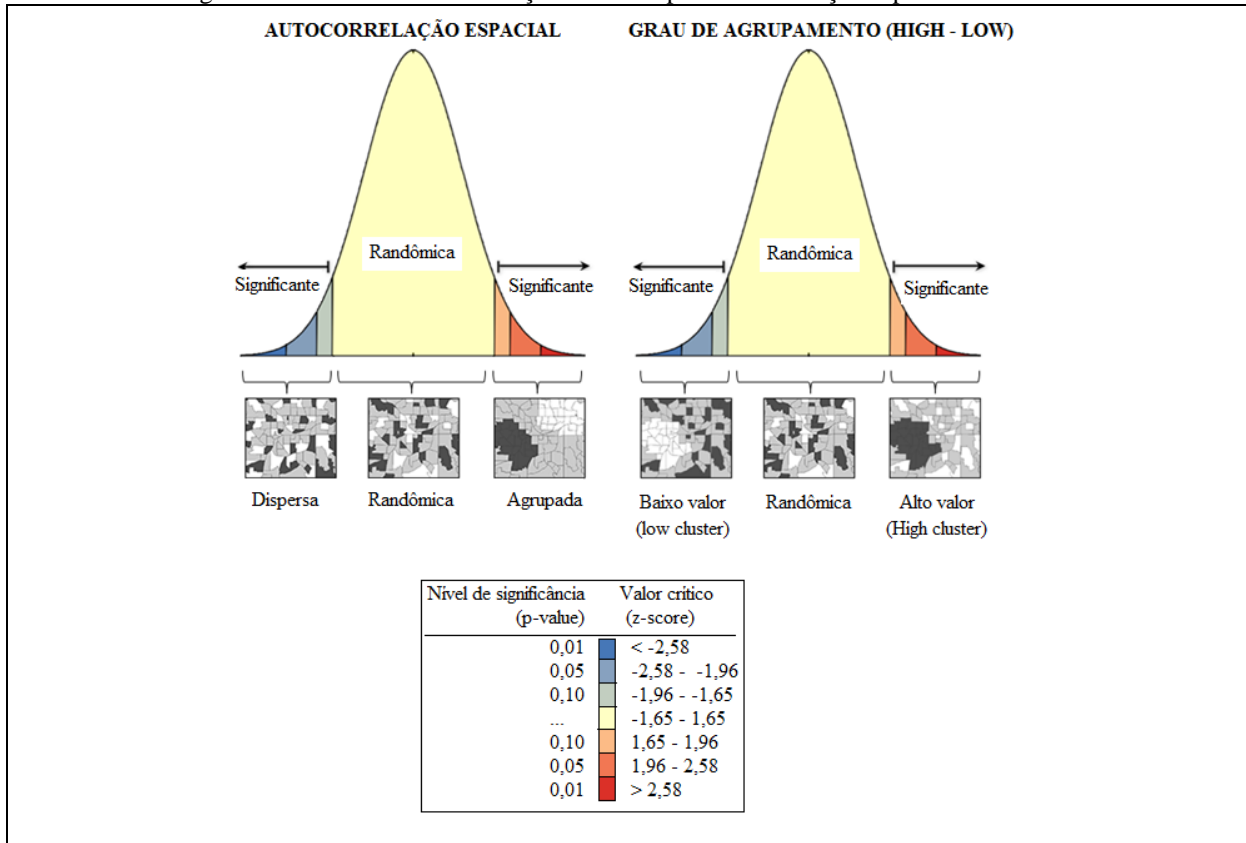 AUTOCORRELAÇÃO ESPACIAL
Randômica
Significante
Significante
Dispersa
Randômica
Agrupada
GRAU DE AGRUPAMENTO (HIGH - LOW)
Randômica
Significante
Significante
Baixo valor
(low cluster)
Randômica
Alto valor
(High cluster)
Nível de significância Valor crítico
(p-value) (z-score)
0,01 < -2,58
0,05 -2,58 - -1,96
0,10 -1,96 - -1,65
... -1,65 - 1,65
0,10 1,65 - 1,96
0,05 1,96 - 2,58
0,01 > 2,58